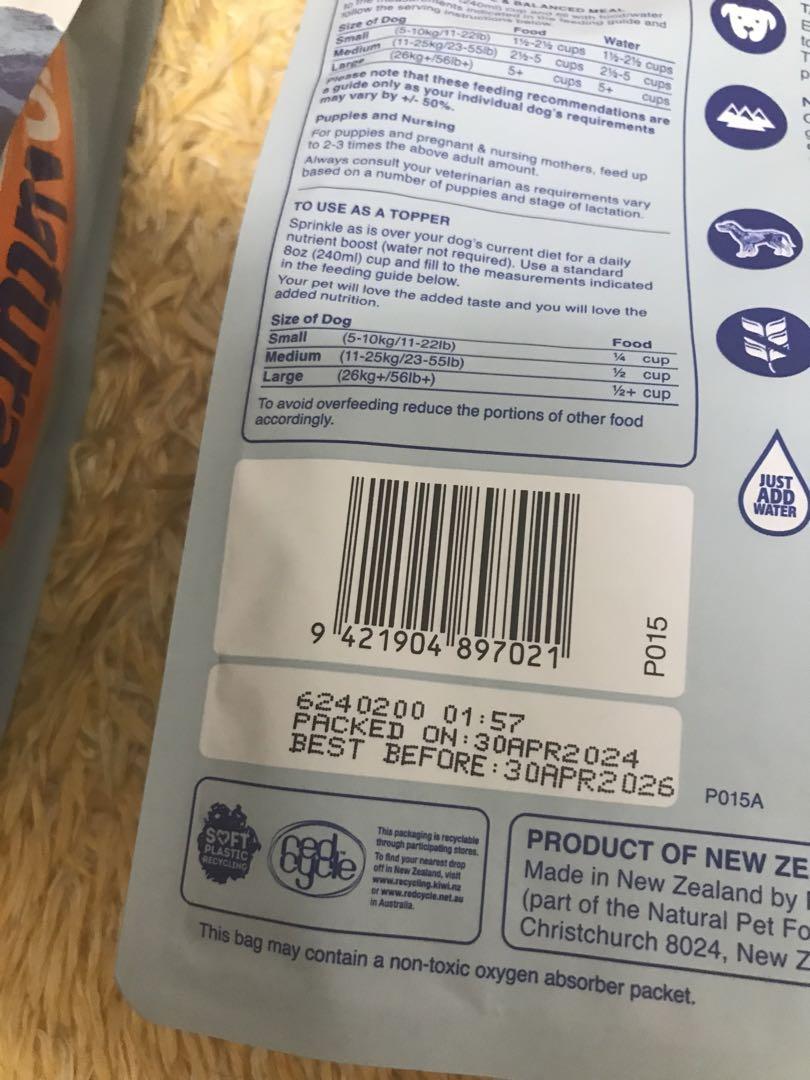 & BALANCED MEAL
Size of Dog
Food
Water
Small (5-10kg/11-22lb) 1½-2½ cups 1½-2½ cups
Medium (11-25kg/23-55lb) 2½-5 cups 2½-5 cups
Large (26kg+/56lb+) 5+ cups 5+ cups
Please note that these feeding recommendations are
a guide only as your individual dog's requirements
may vary by +/- 50%.
Puppies and Nursing
For puppies and pregnant & nursing mothers, feed up
to 2-3 times the above adult amount.
Always consult your veterinarian as requirements vary
based on a number of puppies and stage of lactation.
TO USE AS A TOPPER
Sprinkle as is over your dog's current diet for a daily
nutrient boost (water not required). Use a standard
8oz (240ml) cup and fill to the measurements indicated
in the feeding guide below.
Your pet will love the added taste and you will love the
added nutrition.
Size of Dog Food
Small (5-10kg/11-22lb) ¼ cup
Medium (11-25kg/23-55lb) ½ cup
Large (26kg+/56lb+) ½+ cup
To avoid overfeeding reduce the portions of other food
accordingly.
JUST
ADD
WATER
9 421904 897021
P015
6240200 01:57
PACKED ON:30APR2024
BEST BEFORE:30APR2026
P015A
SOFT
PLASTIC
RECYCLING
red
cycle
This packaging is recyclable
through participating stores.
To find your nearest drop
off in New Zealand, visit
www.recycling.kiwi.nz
or www.redcycle.net.au
in Australia.
PRODUCT OF NEW ZE
Made in New Zealand by
(part of the Natural Pet Fo
Christchurch 8024, New Z
This bag may contain a non-toxic oxygen absorber packet.